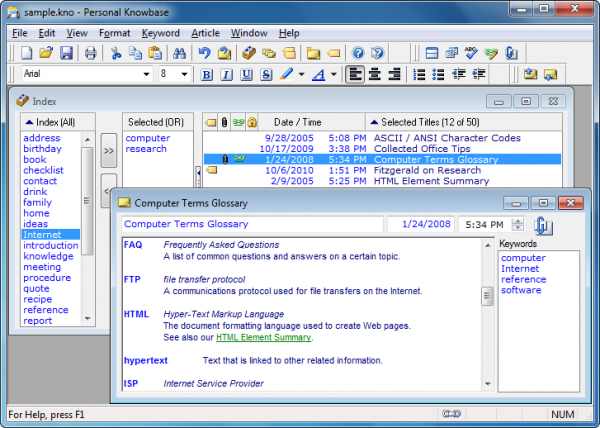 sample.kno - Personal Knowbase
File Edit View Format Keyword Article Window Help
Arial 8 B I U S A
Index
Index (All) Selected (OR) Date / Time Selected Titles (12 of 50)
address
birthday
book
checklist
contact
drink
family
home
ideas
Internet
introduction
knowledge
meeting
procedure
quote
recipe
reference
report
>>
computer
research
9/28/2005 5:08 PM ASCII / ANSI Character Codes
10/17/2009 3:38 PM Collected Office Tips
1/24/2008 5:34 PM Computer Terms Glossary
10/6/2010 1:51 PM Fitzgerald on Research
2/9/2005 5:25 PM HTML Element Summary
Computer Terms Glossary
Computer Terms Glossary 1/24/2008 5:34 PM
FAQ Frequently Asked Questions
A list of common questions and answers on a certain topic.
FTP file transfer protocol
A communications protocol used for file transfers on the Internet.
HTML Hyper-Text Markup Language
The document formatting language used to create Web pages.
See also our HTML Element Summary.
hypertext Text that is linked to other related information.
ISP Internet Service Provider
Keywords
computer
Internet
reference
software
For Help, press F1 NUM